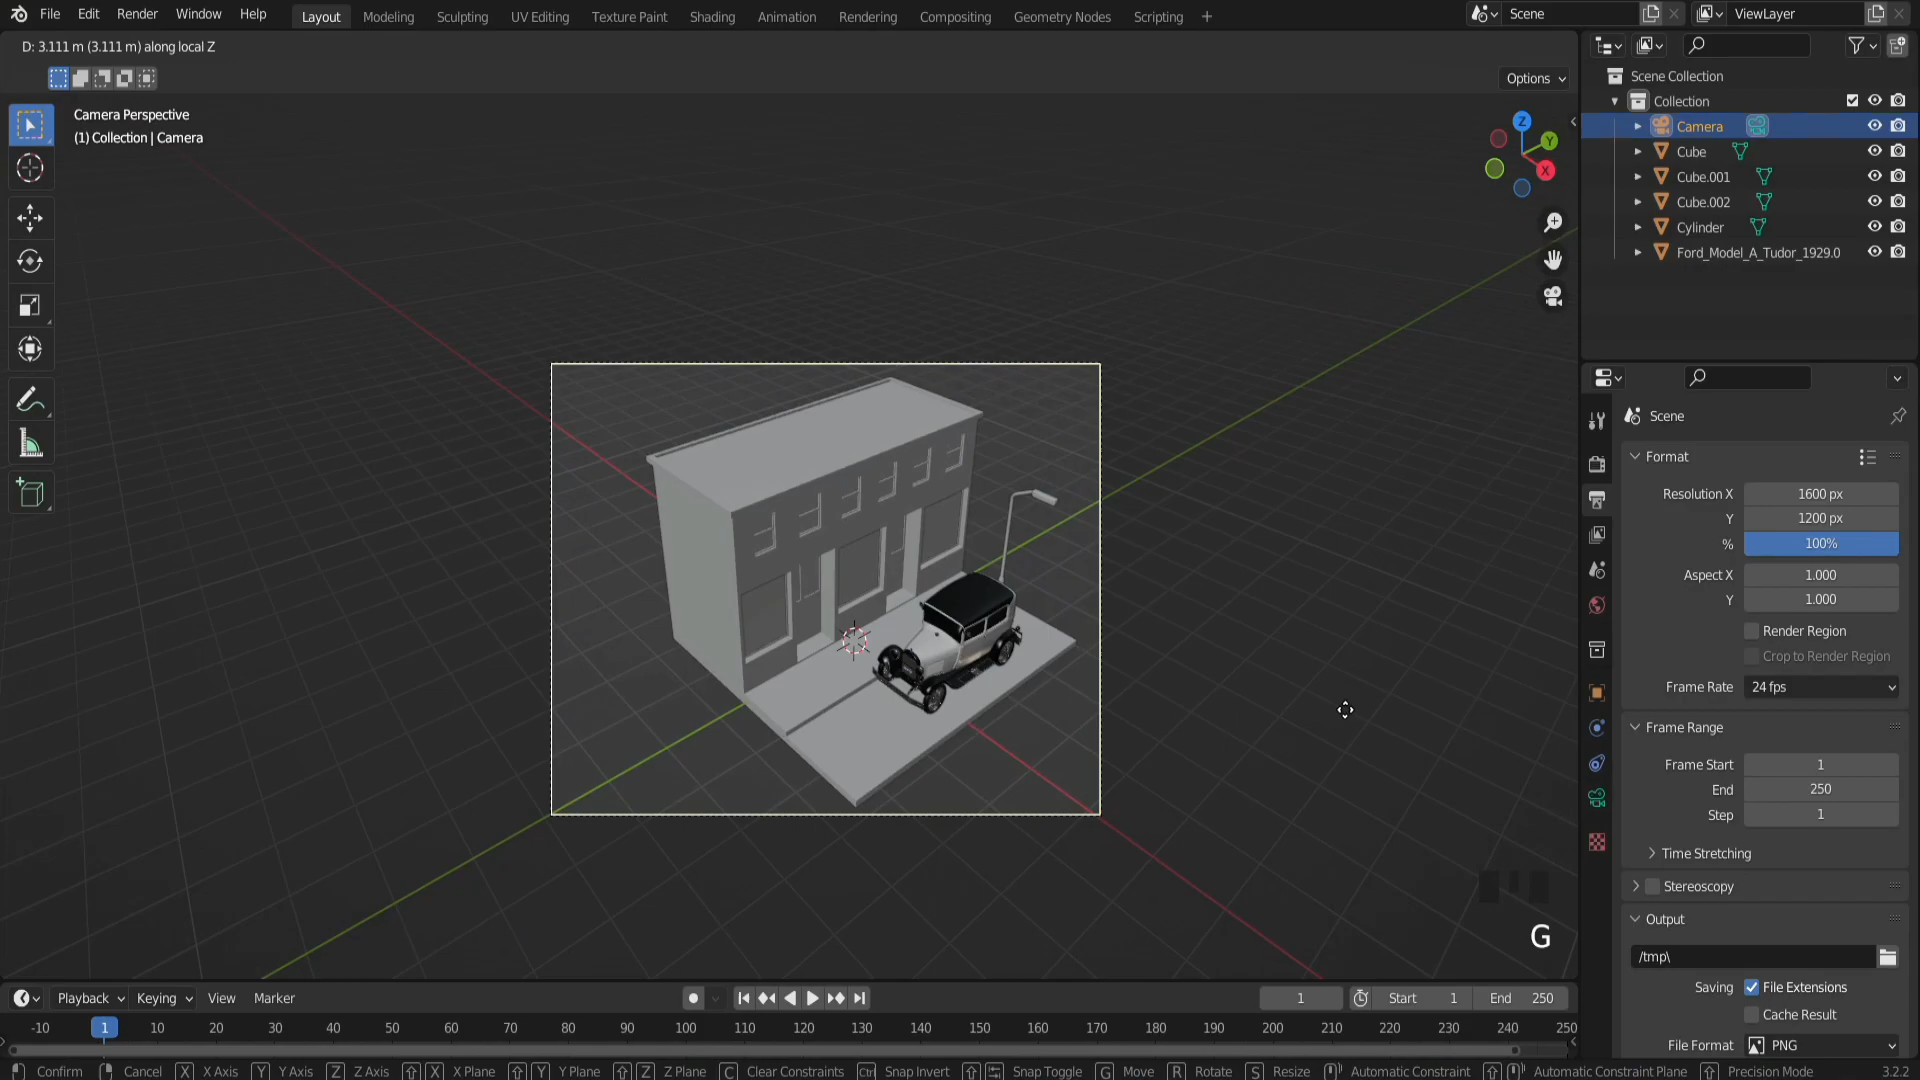 File Edit Render Window Help Layout Modeling Sculpting UV Editing Texture Paint Shading Animation Rendering Compositing Geometry Nodes Scripting + Scene ViewLayer
D: 3.111 m (3.111 m) along local Z
Options
Camera Perspective
(1) Collection | Camera
Z
Y
X
Scene Collection
Collection
Camera
Cube
Cube.001
Cube.002
Cylinder
Ford_Model_A_Tudor_1929.0
Scene
Format
Resolution X 1600 px
Y 1200 px
% 100%
Aspect X 1.000
Y 1.000
Render Region
Crop to Render Region
Frame Rate 24 fps
Frame Range
Frame Start 1
End 250
Step 1
Time Stretching
Stereoscopy
Output
/tmp\
Saving File Extensions
Cache Result
File Format PNG
G
Playback Keying View Marker 1 Start 1 End 250
-10 1 10 20 30 40 50 60 70 80 90 100 110 120 130 140 150 160 170 180 190 200 210 220 230 240 250
Confirm Cancel X X Axis Y Y Axis Z Z Axis X X Plane Y Y Plane Z Z Plane C Clear Constraints Ctrl Snap Invert Snap Toggle G Move R Rotate S Resize Automatic Constraint Automatic Constraint Plane Precision Mode 3.2.2